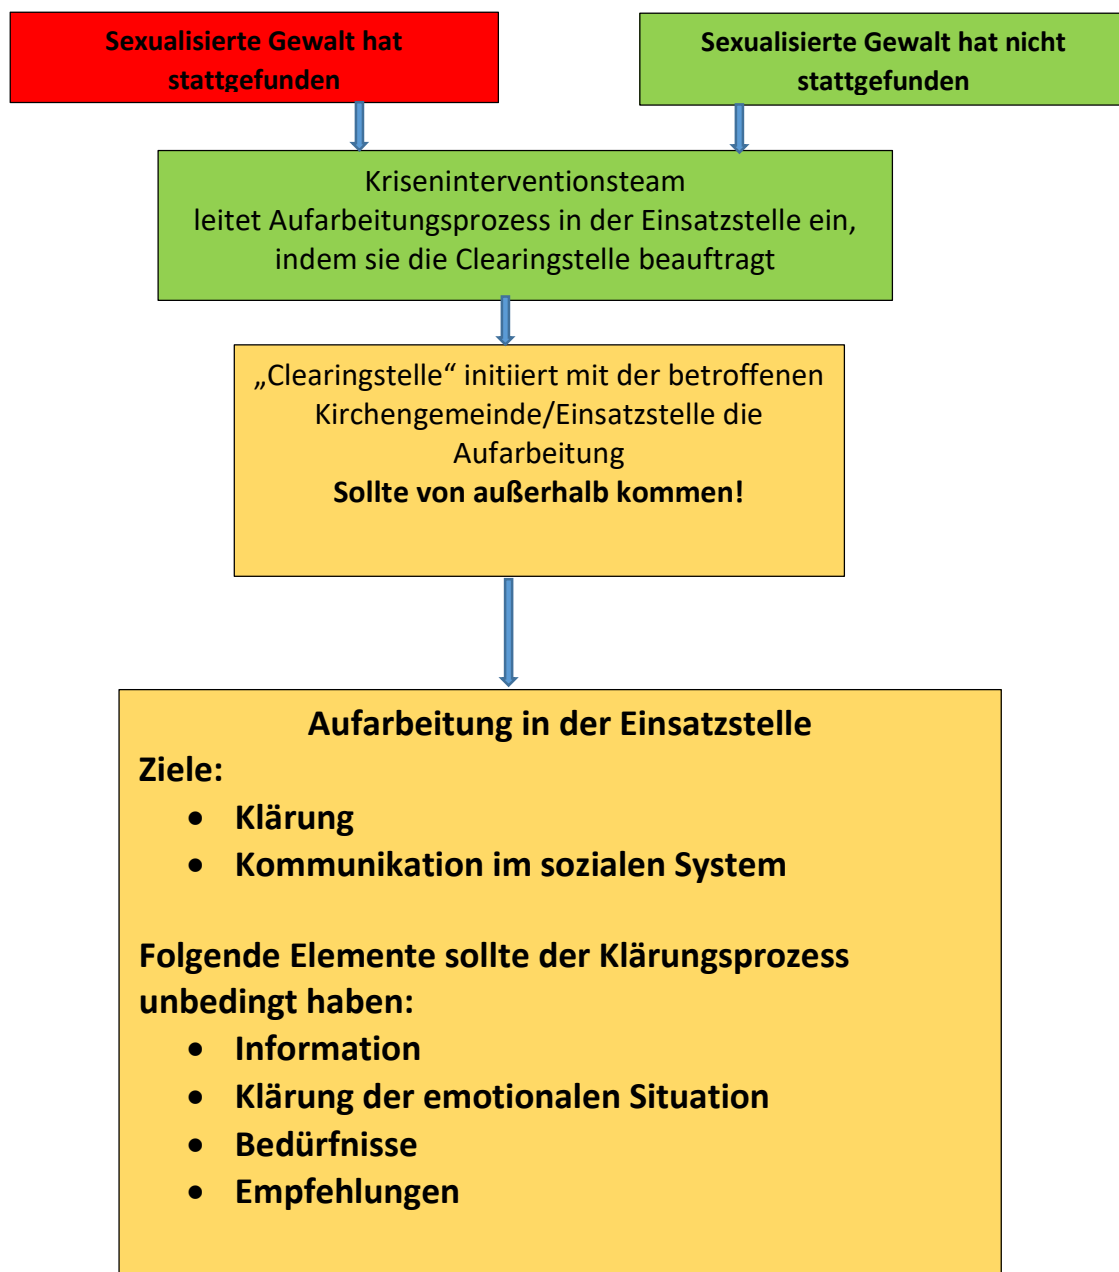 Sexualisierte Gewalt hat
stattgefunden
Sexualisierte Gewalt hat nicht
stattgefunden
Kriseninterventionsteam
leitet Aufarbeitungsprozess in der Einsatzstelle ein,
indem sie die Clearingstelle beauftragt
„Clearingstelle“ initiiert mit der betroffenen
Kirchengemeinde/Einsatzstelle die
Aufarbeitung
Sollte von außerhalb kommen!
Aufarbeitung in der Einsatzstelle
Ziele:
• Klärung
• Kommunikation im sozialen System
Folgende Elemente sollte der Klärungsprozess
unbedingt haben:
• Information
• Klärung der emotionalen Situation
• Bedürfnisse
• Empfehlungen